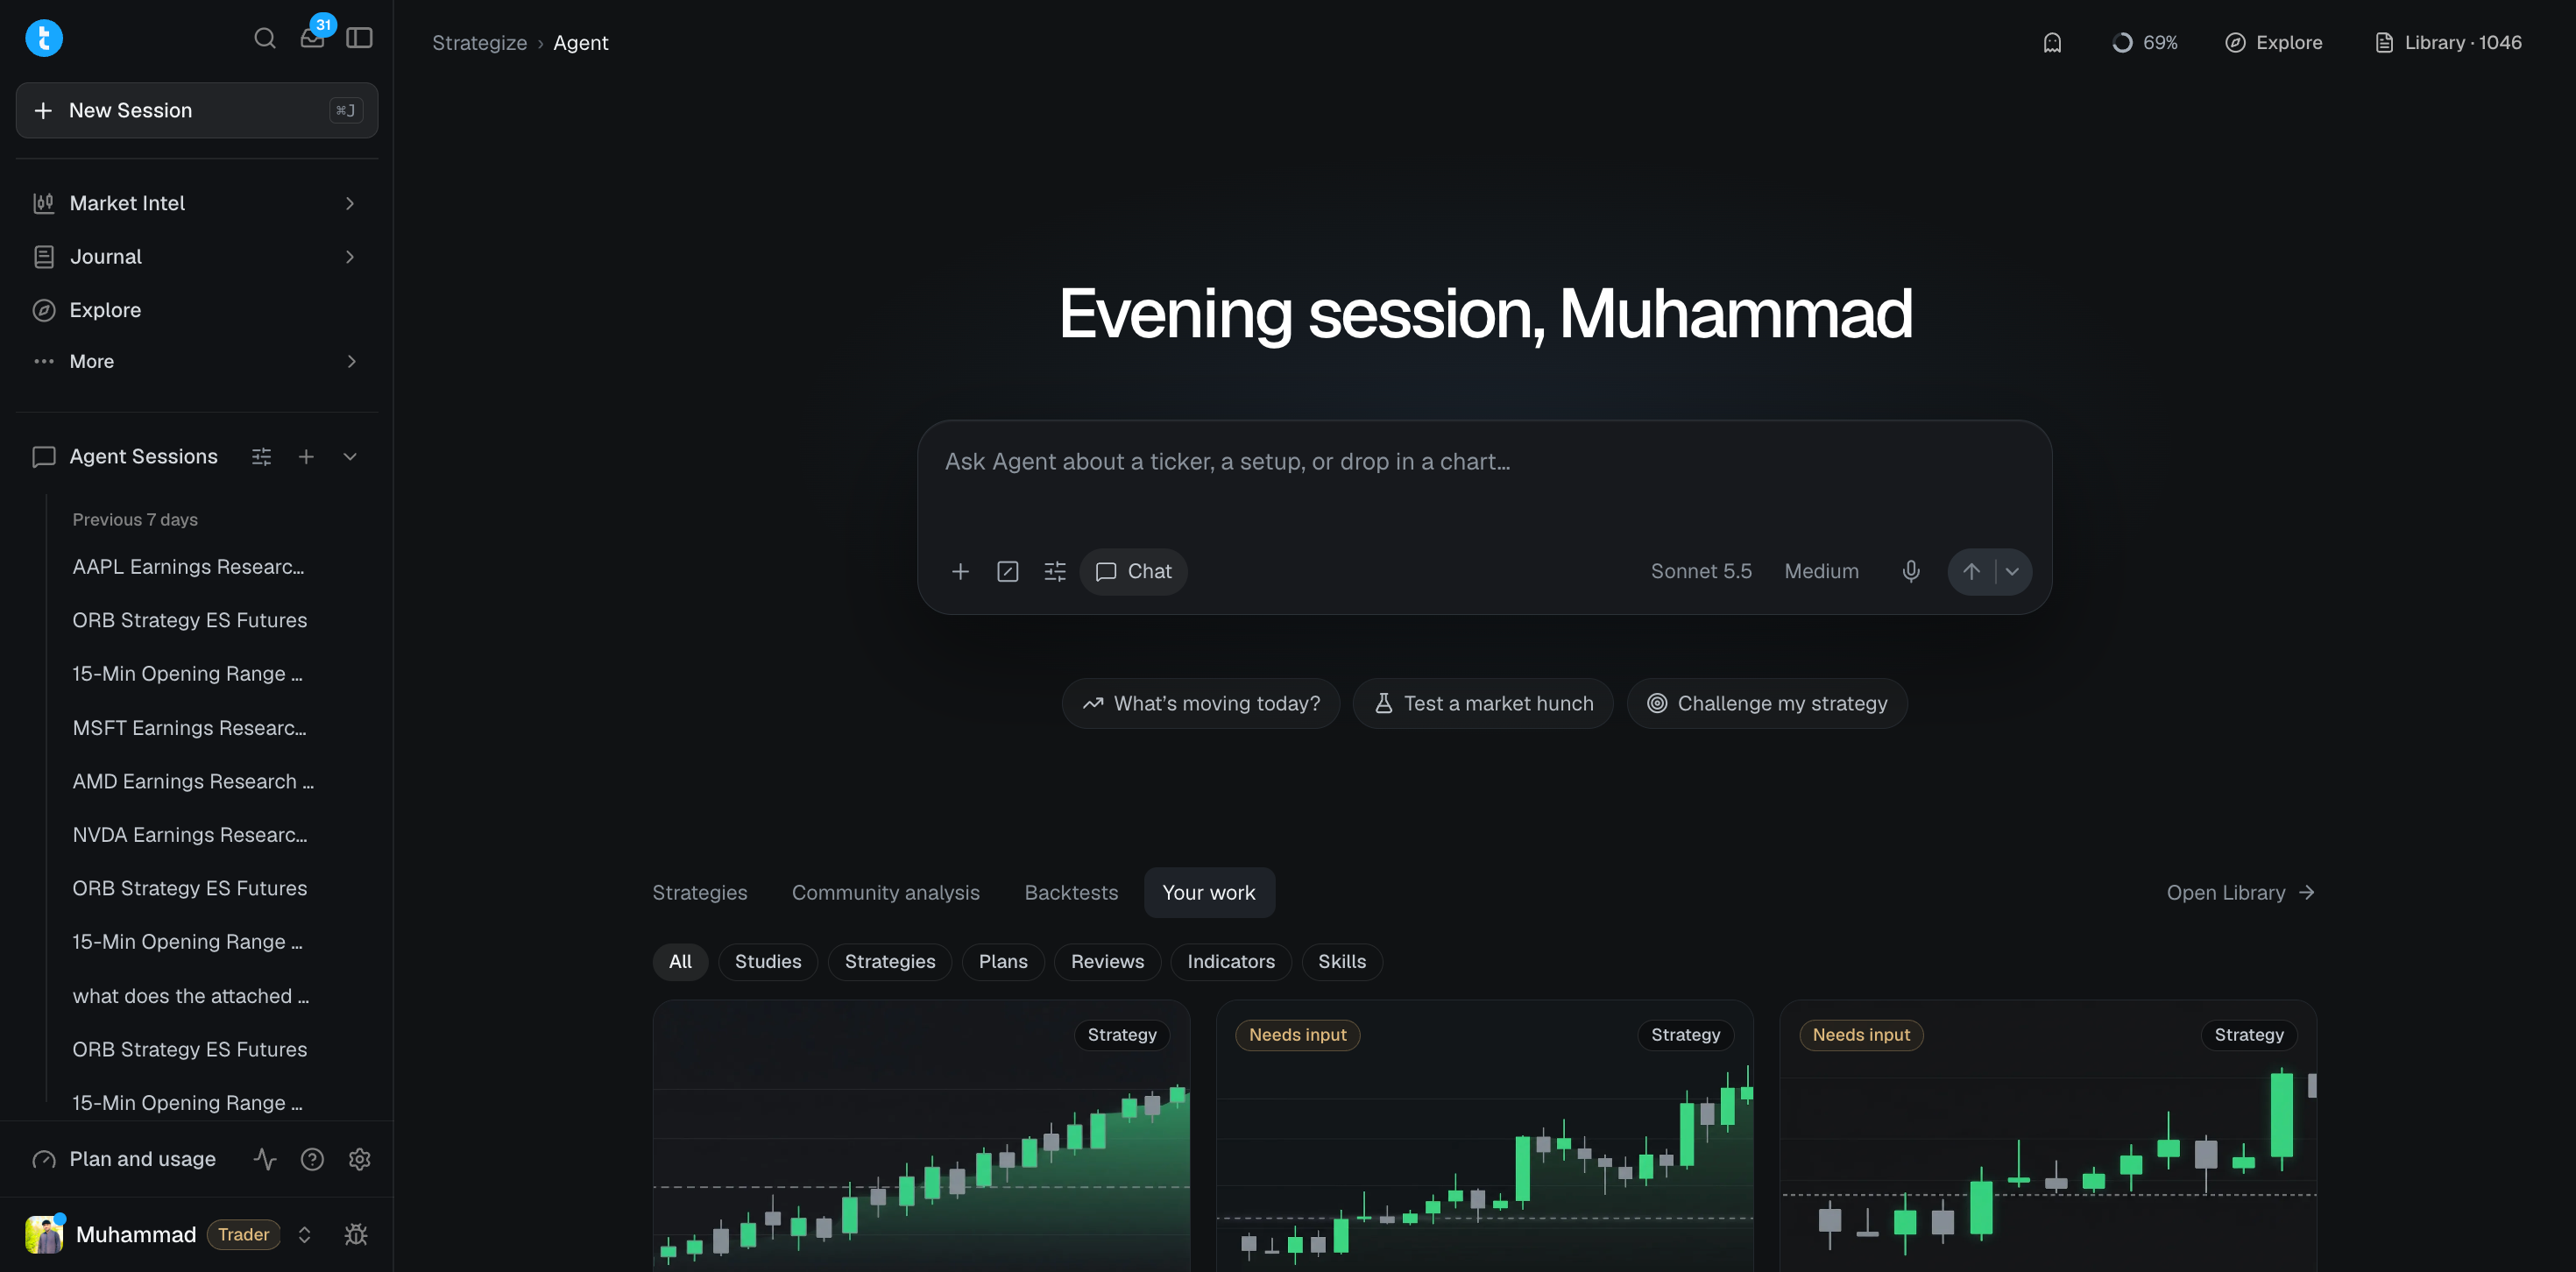 31
Strategize › Agent
69%
Explore
Library · 1046
New Session
⌘J
Market Intel
Journal
Explore
More
Agent Sessions
Previous 7 days
AAPL Earnings Researc...
ORB Strategy ES Futures
15-Min Opening Range ...
MSFT Earnings Researc...
AMD Earnings Research ...
NVDA Earnings Researc...
ORB Strategy ES Futures
15-Min Opening Range ...
what does the attached ...
ORB Strategy ES Futures
15-Min Opening Range ...
Plan and usage
Muhammad
Trader
Evening session, Muhammad
Ask Agent about a ticker, a setup, or drop in a chart...
Chat
Sonnet 5.5
Medium
What’s moving today?
Test a market hunch
Challenge my strategy
Strategies
Community analysis
Backtests
Your work
Open Library
All
Studies
Strategies
Plans
Reviews
Indicators
Skills
Strategy
Needs input
Strategy
Needs input
Strategy